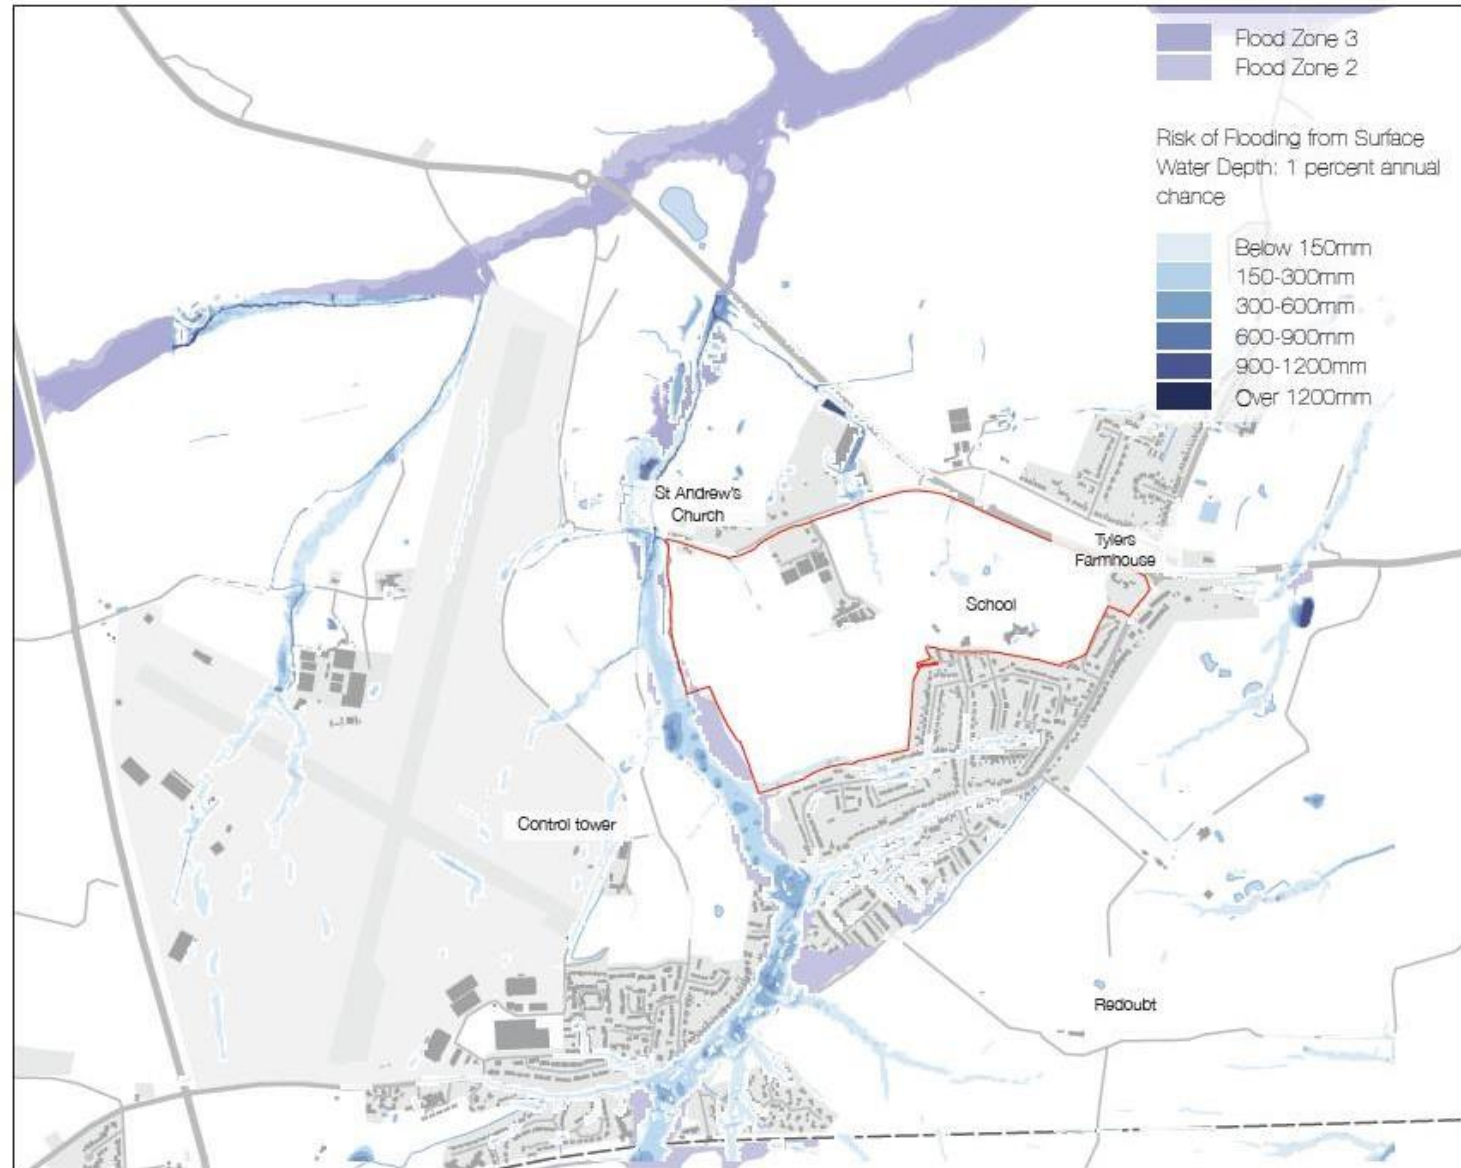 Flood Zone 3
Flood Zone 2
Risk of Flooding from Surface
Water Depth: 1 percent annual
chance
Below 150mm
150-300mm
300-600mm
600-900mm
900-1200mm
Over 1200mm
St Andrew's
Church
Tylers
Farmhouse
School
Control tower
Redoubt